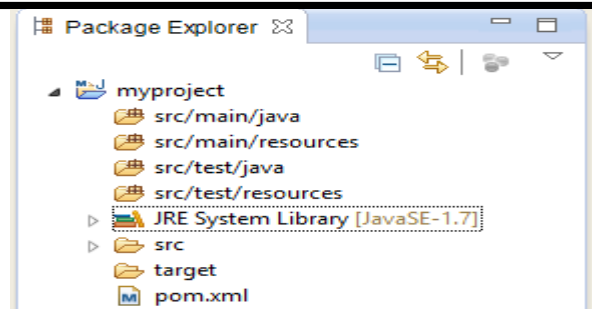 Package Explorer
myproject
src/main/java
src/main/resources
src/test/java
src/test/resources
JRE System Library [JavaSE-1.7]
src
target
pom.xml